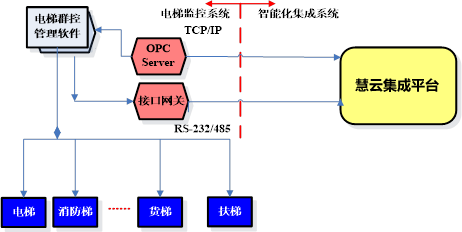 电梯监控系统 智能化集成系统
TCP/IP
电梯群控
管理软件
OPC
Server
慧云集成平台
接口网关
RS-232/485
电梯 消防梯 货梯 扶梯